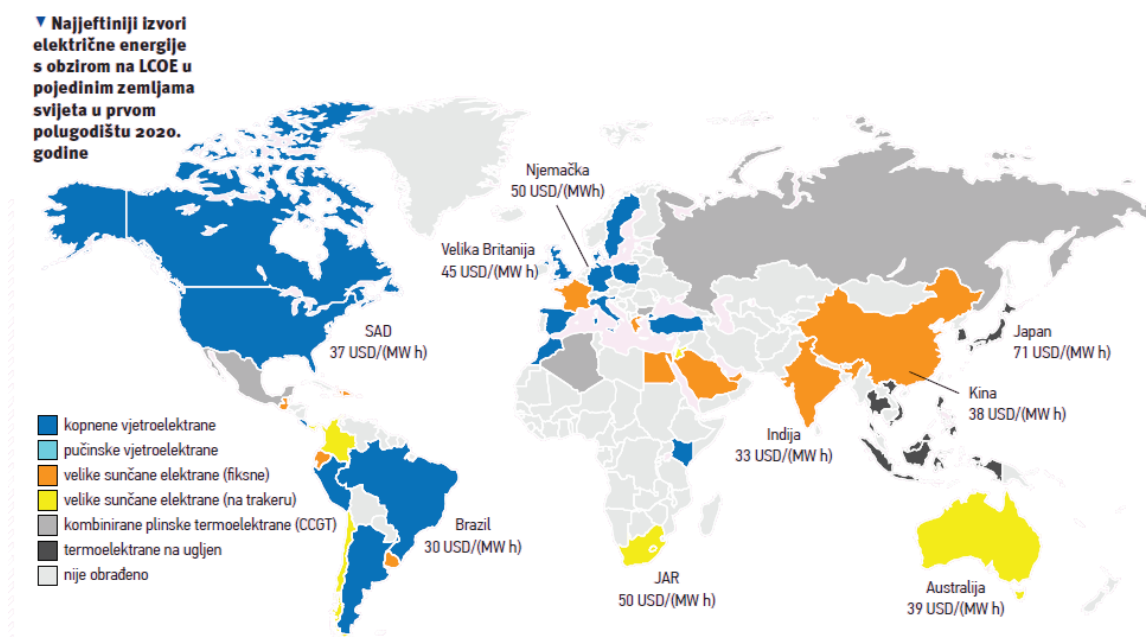 ▼ Najjeftiniji izvori
električne energije
s obzirom na LCOE u
pojedinim zemljama
svijeta u prvom
polugodištu 2020.
godine
Njemačka
50 USD/(MWh)
Velika Britanija
45 USD/(MW h)
SAD
37 USD/(MW h)
Japan
71 USD/(MW h)
Kina
38 USD/(MW h)
Indija
33 USD/(MW h)
Brazil
30 USD/(MW h)
JAR
50 USD/(MW h)
Australija
39 USD/(MW h)
kopnene vjetroelektrane
pučinske vjetroelektrane
velike sunčane elektrane (fiksne)
velike sunčane elektrane (na trakeru)
kombinirane plinske termoelektrane (CCGT)
termoelektrane na ugljen
nije obrađeno